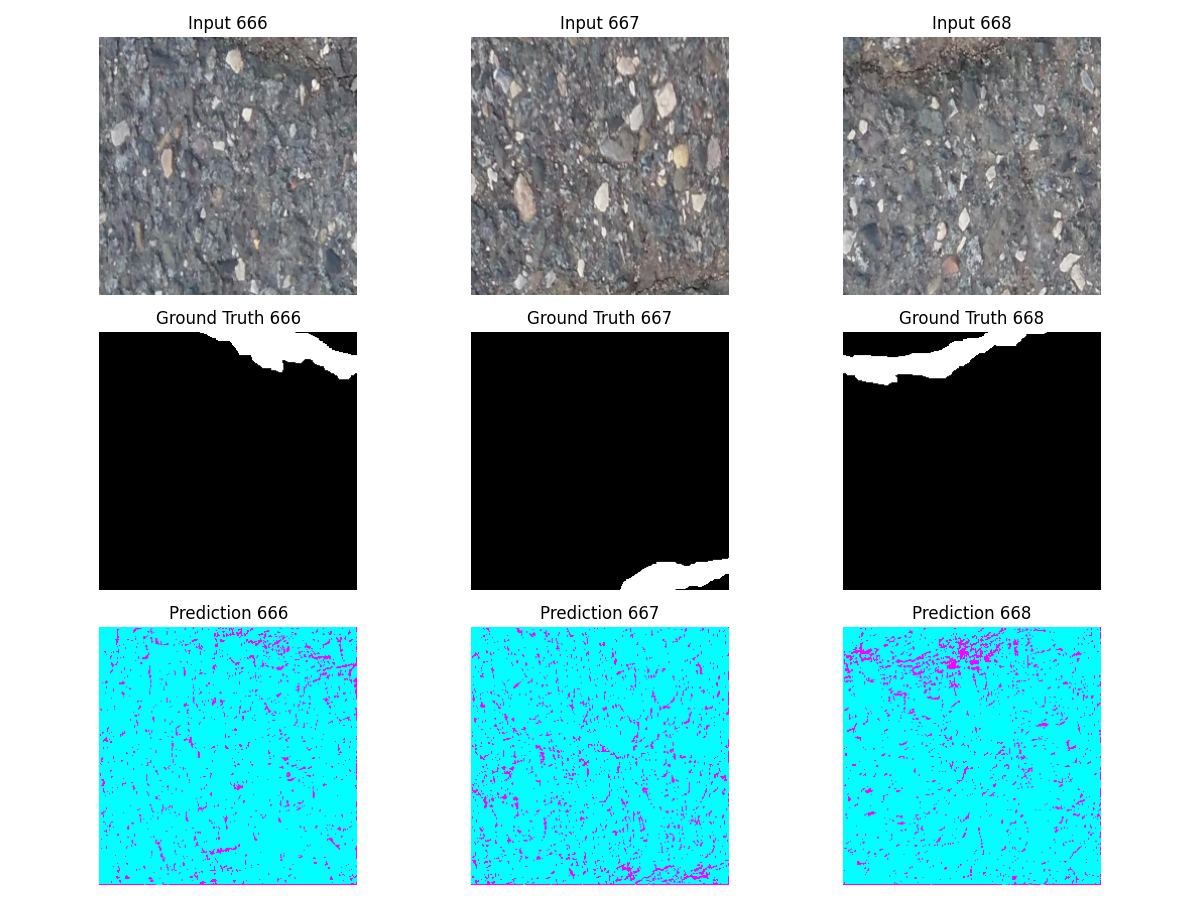 Input 666
Input 667
Input 668
Ground Truth 666
Ground Truth 667
Ground Truth 668
Prediction 666
Prediction 667
Prediction 668